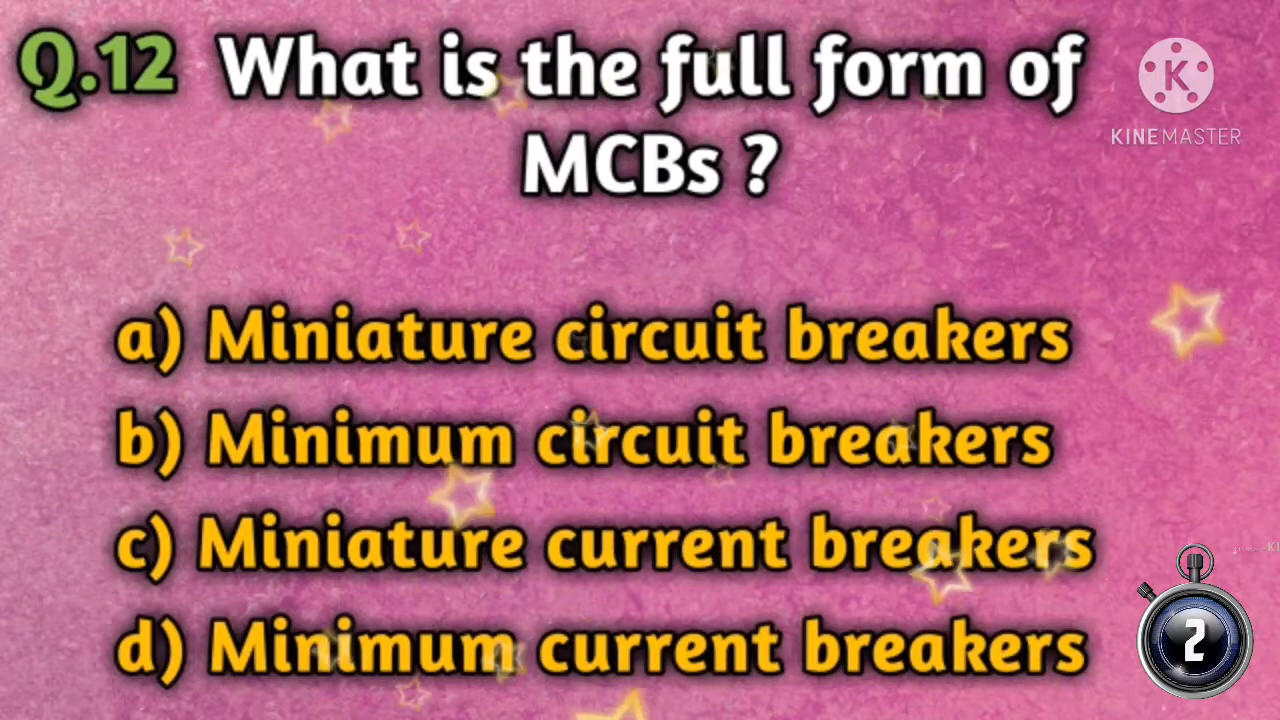 Q.12 What is the full form of
MCBs ?
KINEMASTER
a) Miniature circuit breakers
b) Minimum circuit breakers
c) Miniature current breakers
d) Minimum current breakers
2